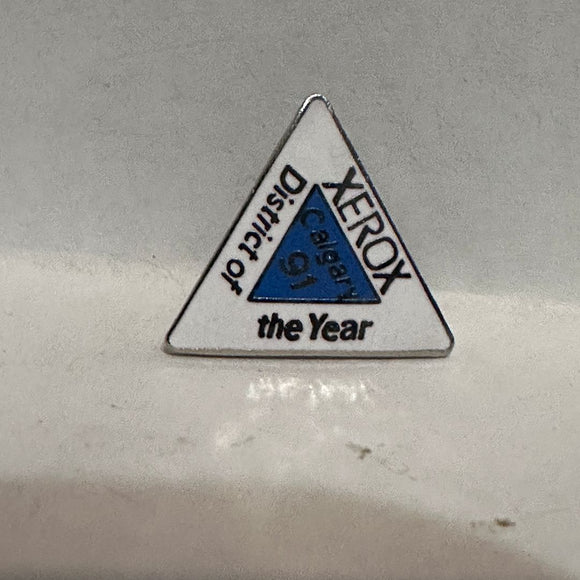 XEROX
District of
the Year
Calgary
91